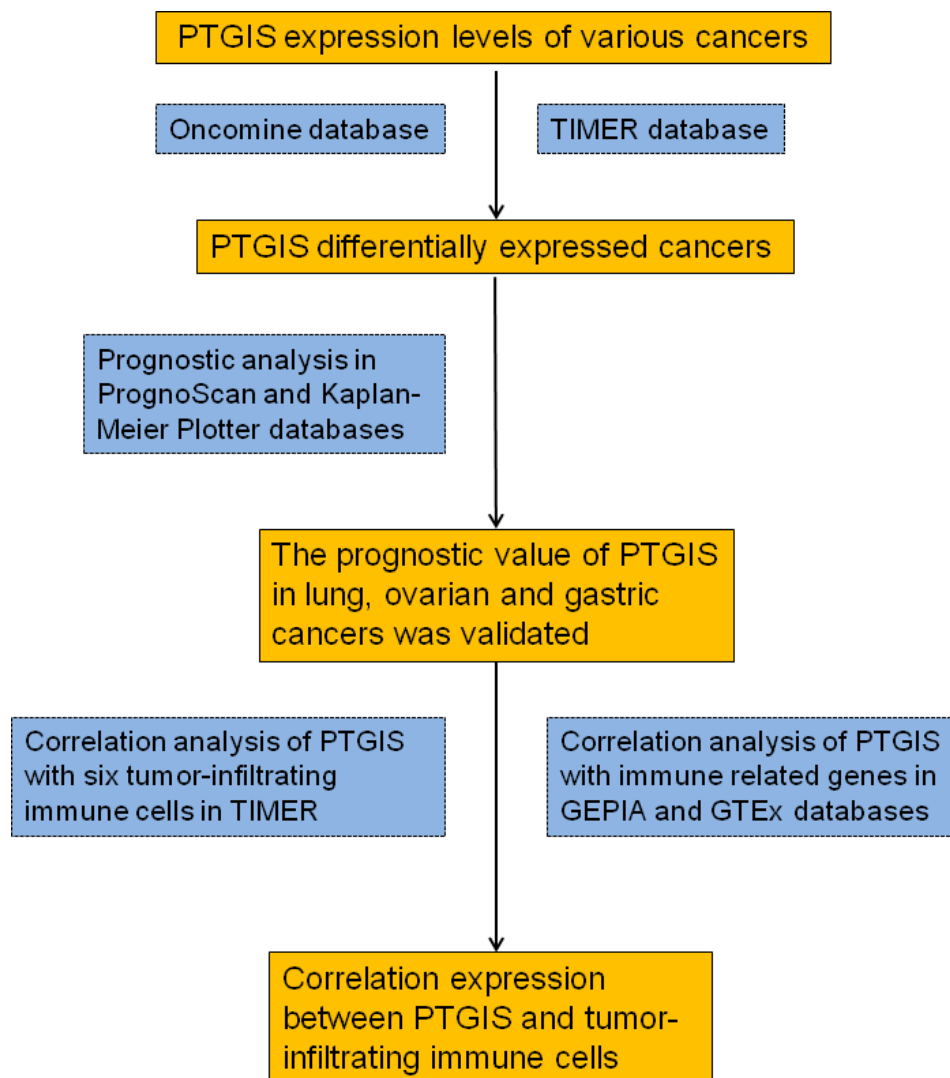 PTGIS expression levels of various cancers
Oncomine database
TIMER database
PTGIS differentially expressed cancers
Prognostic analysis in
PrognoScan and Kaplan-
Meier Plotter databases
The prognostic value of PTGIS
in lung, ovarian and gastric
cancers was validated
Correlation analysis of PTGIS
with six tumor-infiltrating
immune cells in TIMER
Correlation analysis of PTGIS
with immune related genes in
GEPIA and GTEx databases
Correlation expression
between PTGIS and tumor-
infiltrating immune cells